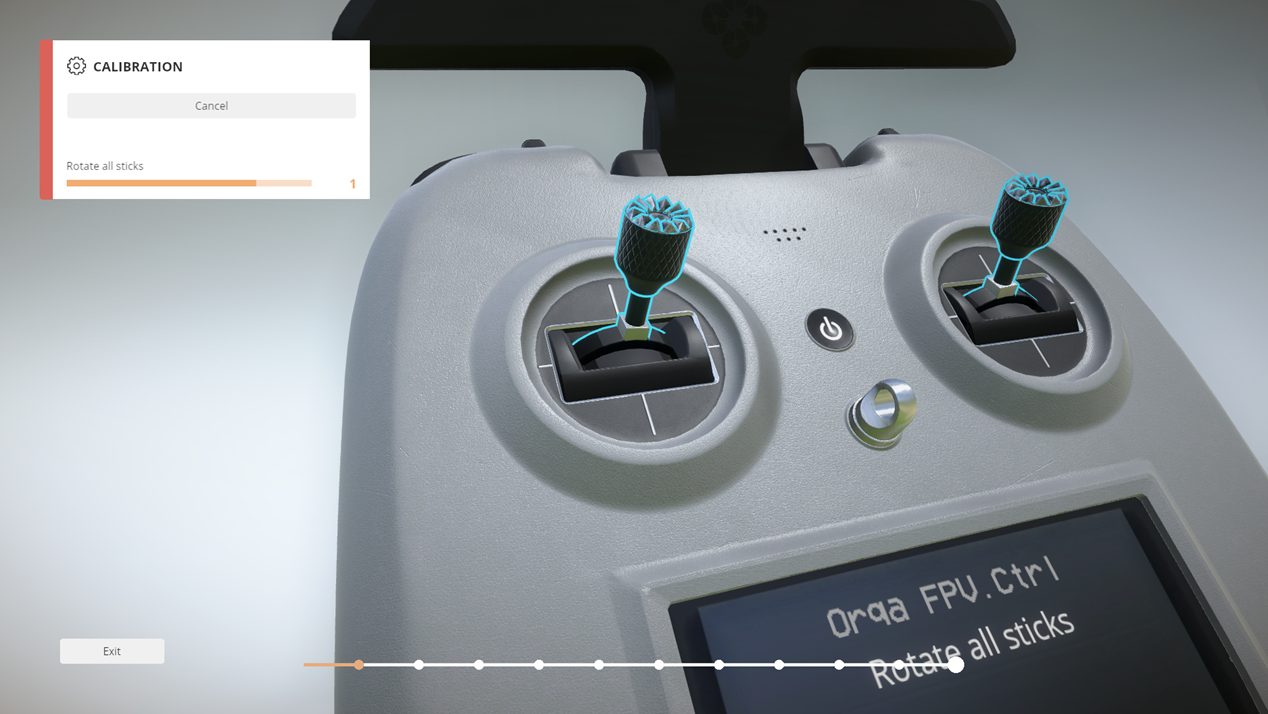 CALIBRATION
Cancel
Rotate all sticks
1
Orqa FPV.Ctrl
Rotate all sticks
Exit